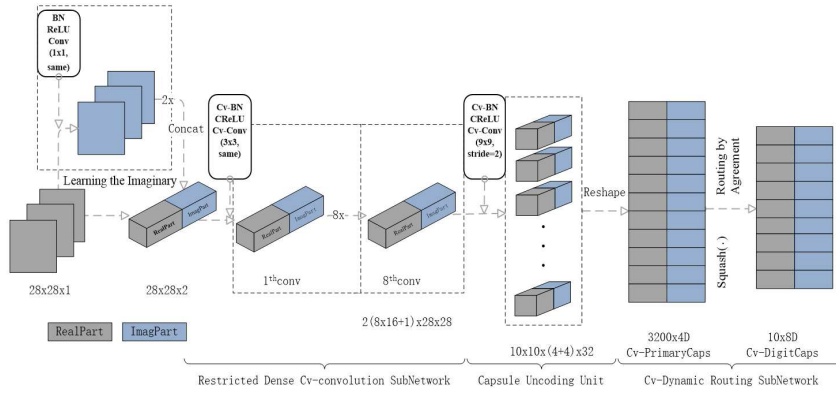 BN
ReLU
Conv
(1x1,
same)
2x
Concat
Learning the Imaginary
Cv-BN
CReLU
Cv-Conv
(3x3,
same)
Cv-BN
CReLU
Cv-Conv
(9x9,
stride=2)
RealPart
ImagPart
RealPart
ImagPart
8x
RealPart
ImagPart
Reshape
Routing by
Agreement
Squash(·)
28x28x1
28x28x2
1thconv
8thconv
2(8x16+1)x28x28
10x10x(4+4)x32
3200x4D
Cv-PrimaryCaps
10x8D
Cv-DigitCaps
RealPart
ImagPart
Restricted Dense Cv-convolution SubNetwork
Capsule Uncoding Unit
Cv-Dynamic Routing SubNetwork